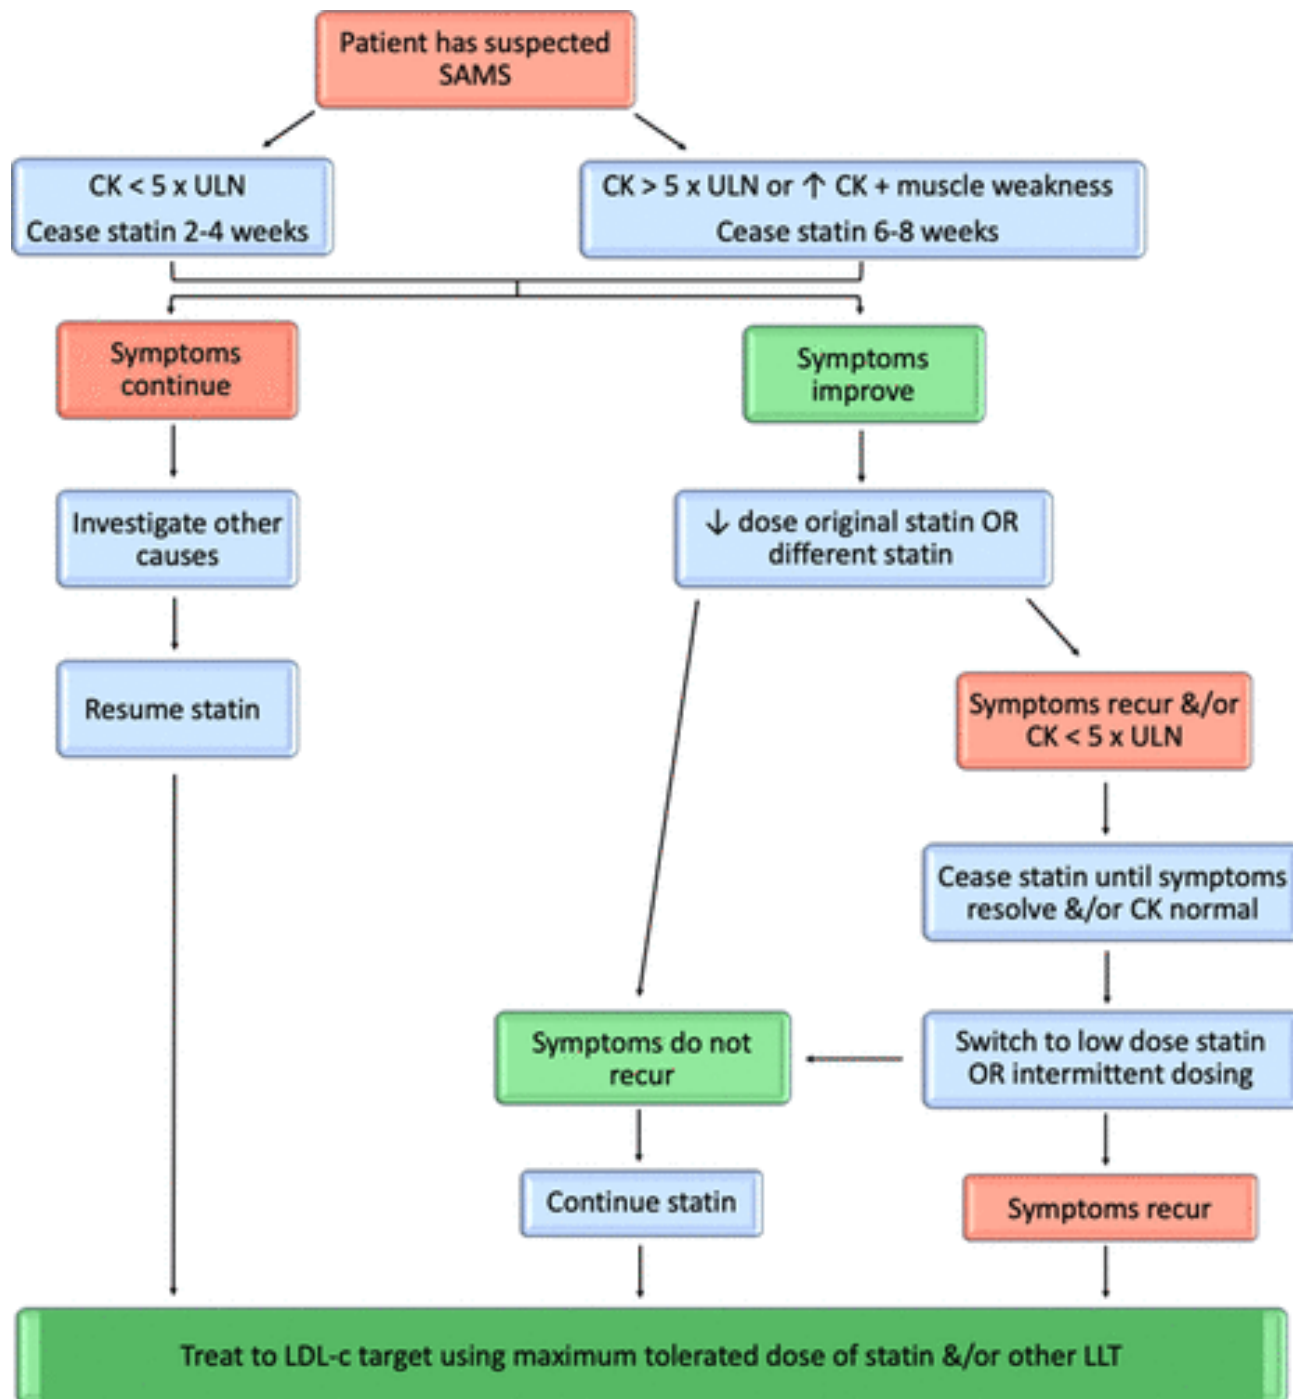 Patient has suspected
SAMS
CK < 5 x ULN
Cease statin 2-4 weeks
CK > 5 x ULN or ↑ CK + muscle weakness
Cease statin 6-8 weeks
Symptoms
continue
Symptoms
improve
Investigate other
causes
↓ dose original statin OR
different statin
Resume statin
Symptoms recur &/or
CK < 5 x ULN
Cease statin until symptoms
resolve &/or CK normal
Symptoms do not
recur
Switch to low dose statin
OR intermittent dosing
Continue statin
Symptoms recur
Treat to LDL-c target using maximum tolerated dose of statin &/or other LLT